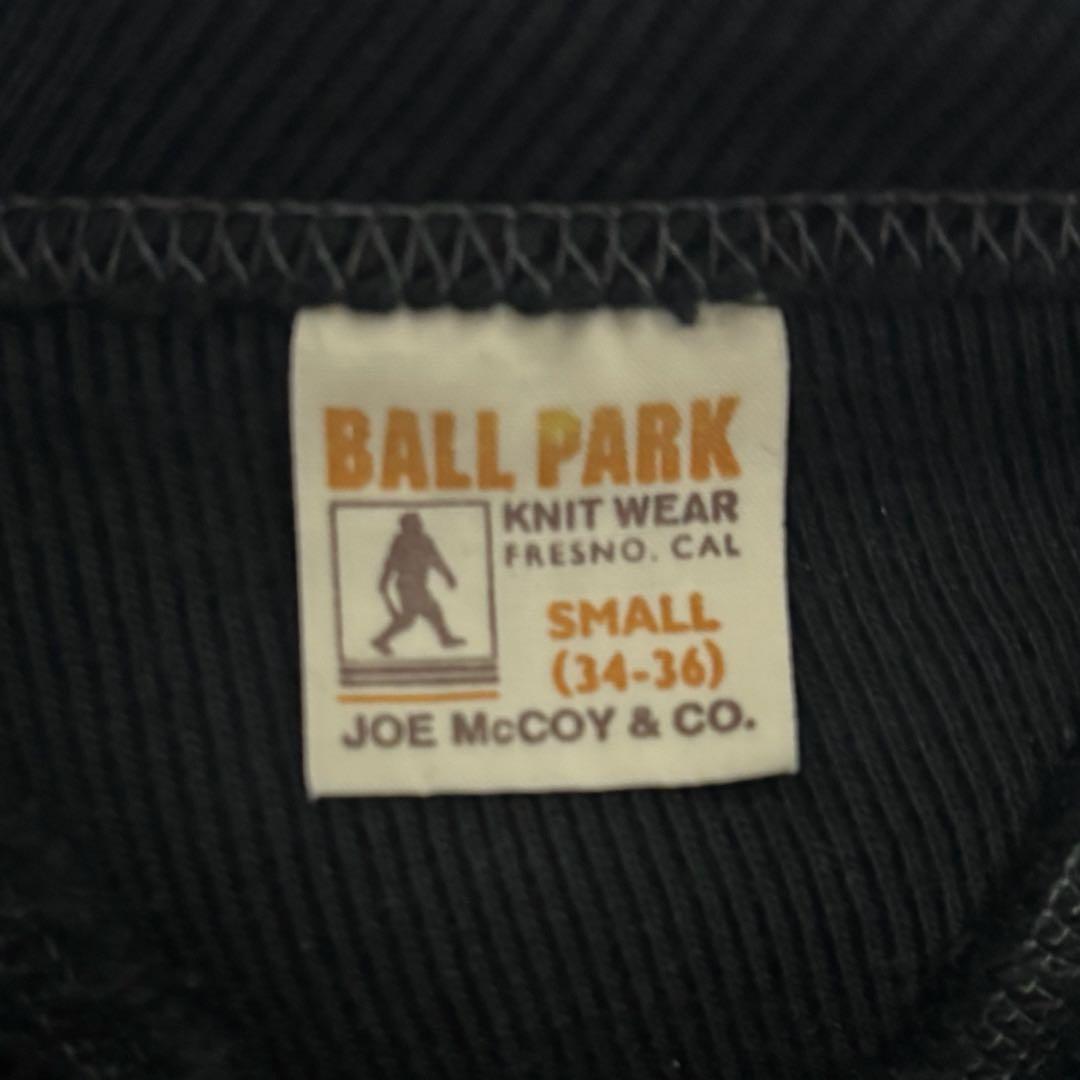 BALL PARK
KNIT WEAR
FRESNO. CAL
SMALL
(34-36)
JOE McCOY & CO.